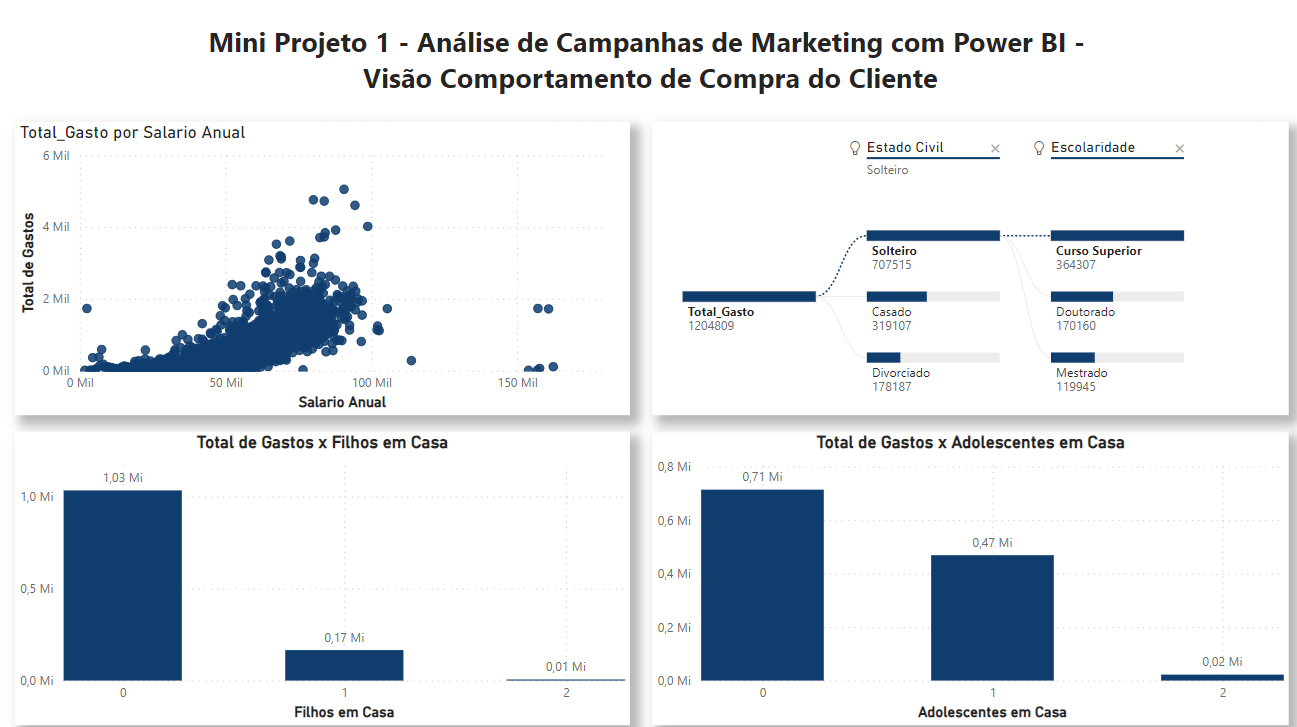 Mini Projeto 1 - Análise de Campanhas de Marketing com Power BI -
Visão Comportamento de Compra do Cliente
Total_Gasto por Salario Anual
6 Mil
4 Mil
2 Mil
0 Mil
Total de Gastos
0 Mil
50 Mil
100 Mil
150 Mil
Salario Anual
Estado Civil
Solteiro
Escolaridade
Total_Gasto
1204809
Solteiro
707515
Casado
319107
Divorciado
178187
Curso Superior
364307
Doutorado
170160
Mestrado
119945
Total de Gastos x Filhos em Casa
1,0 Mi
0,5 Mi
0,0 Mi
1,03 Mi
0,17 Mi
0,01 Mi
0
1
2
Filhos em Casa
Total de Gastos x Adolescentes em Casa
0,8 Mi
0,6 Mi
0,4 Mi
0,2 Mi
0,0 Mi
0,71 Mi
0,47 Mi
0,02 Mi
0
1
2
Adolescentes em Casa